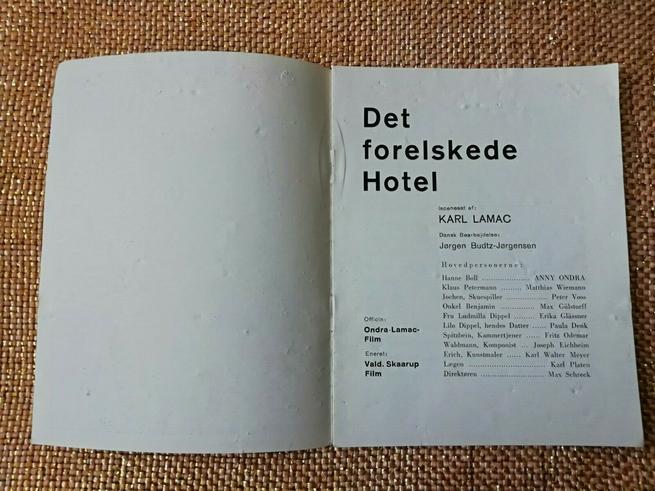 Det
forelskede
Hotel
Iscenesat af:
KARL LAMAC
Dansk Bearbejdelse:
Jørgen Budtz-Jørgensen
Hovedpersonerne:
Hanne Boll ........................ ANNY ONDRA
Klaus Petermann ......... Matthias Wiemann
Jochen, Skuespiller .................. Peter Voss
Onkel Benjamin ............... Max Gülstorff
Fru Ludmilla Dippel ......... Erika Glässner
Lilo Dippel, hendes Datter ...... Paula Denk
Spitzbein, Kammertjener ...... Fritz Odemar
Waldmann, Komponist ... Joseph Eichheim
Erich, Kunstmaler ...... Karl Walter Meyer
Lægen .................................. Karl Platen
Direktøren ........................... Max Schreck
Officin:
Ondra-Lamac-
Film
Eneret:
Vald. Skaarup
Film